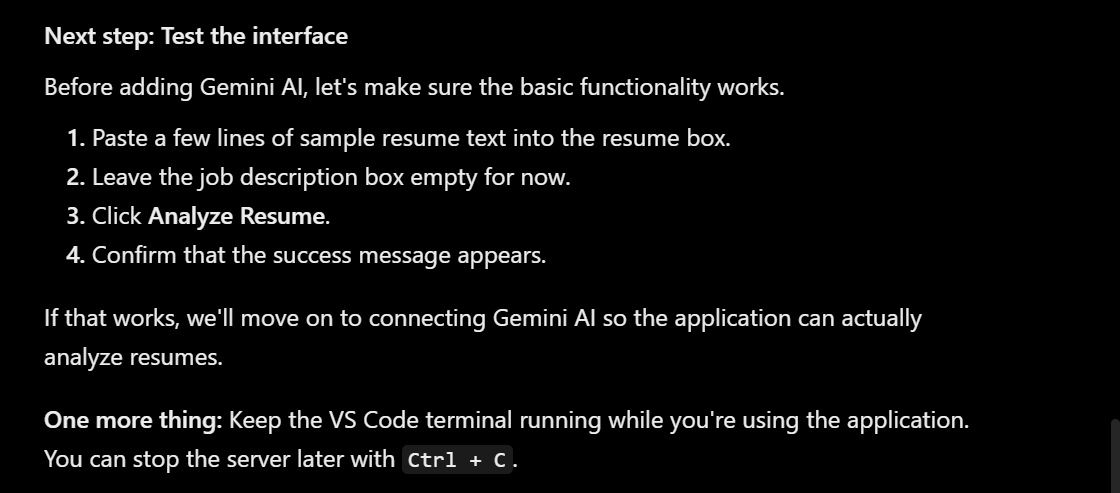 Next step: Test the interface
Before adding Gemini AI, let's make sure the basic functionality works.
1. Paste a few lines of sample resume text into the resume box.
2. Leave the job description box empty for now.
3. Click Analyze Resume.
4. Confirm that the success message appears.
If that works, we'll move on to connecting Gemini AI so the application can actually
analyze resumes.
One more thing: Keep the VS Code terminal running while you're using the application.
You can stop the server later with Ctrl + C.